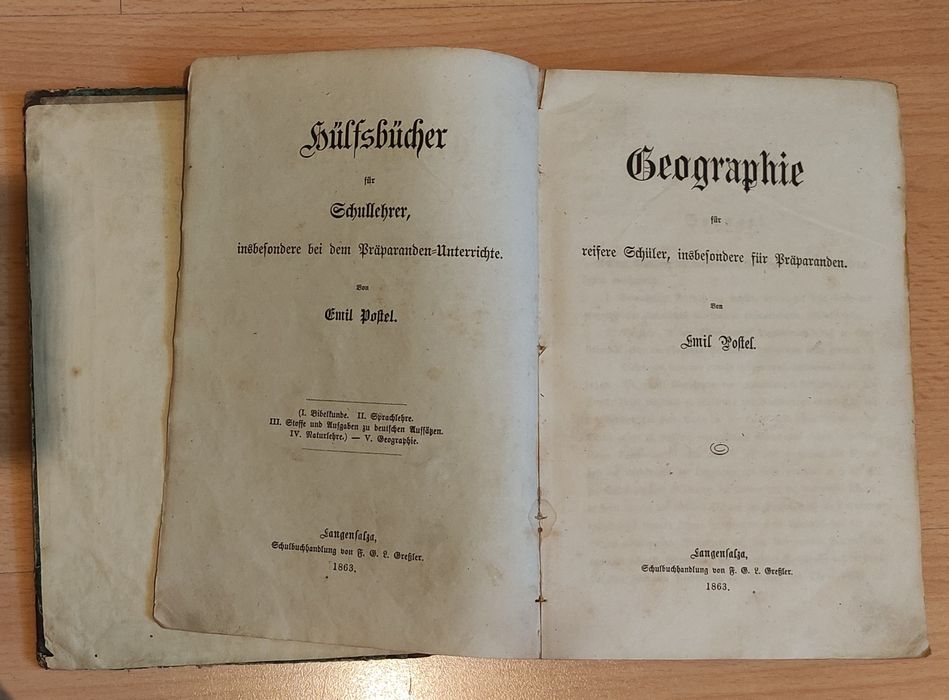 Hülfsbücher
für
Schullehrer,
insbesondere bei dem Präparanden-Unterrichte.
Von
Emil Postel.
(I. Bibelkunde. II. Sprachlehre.
III. Stoffe und Aufgaben zu deutschen Aufsätzen.
IV. Naturlehre.) — V. Geographie.
Langensalza,
Schulbuchhandlung von F. G. L. Greßler.
1863.
Geographie
für
reifere Schüler, insbesondere für Präparanden.
Von
Emil Postel.
Langensalza,
Schulbuchhandlung von F. G. L. Greßler.
1863.